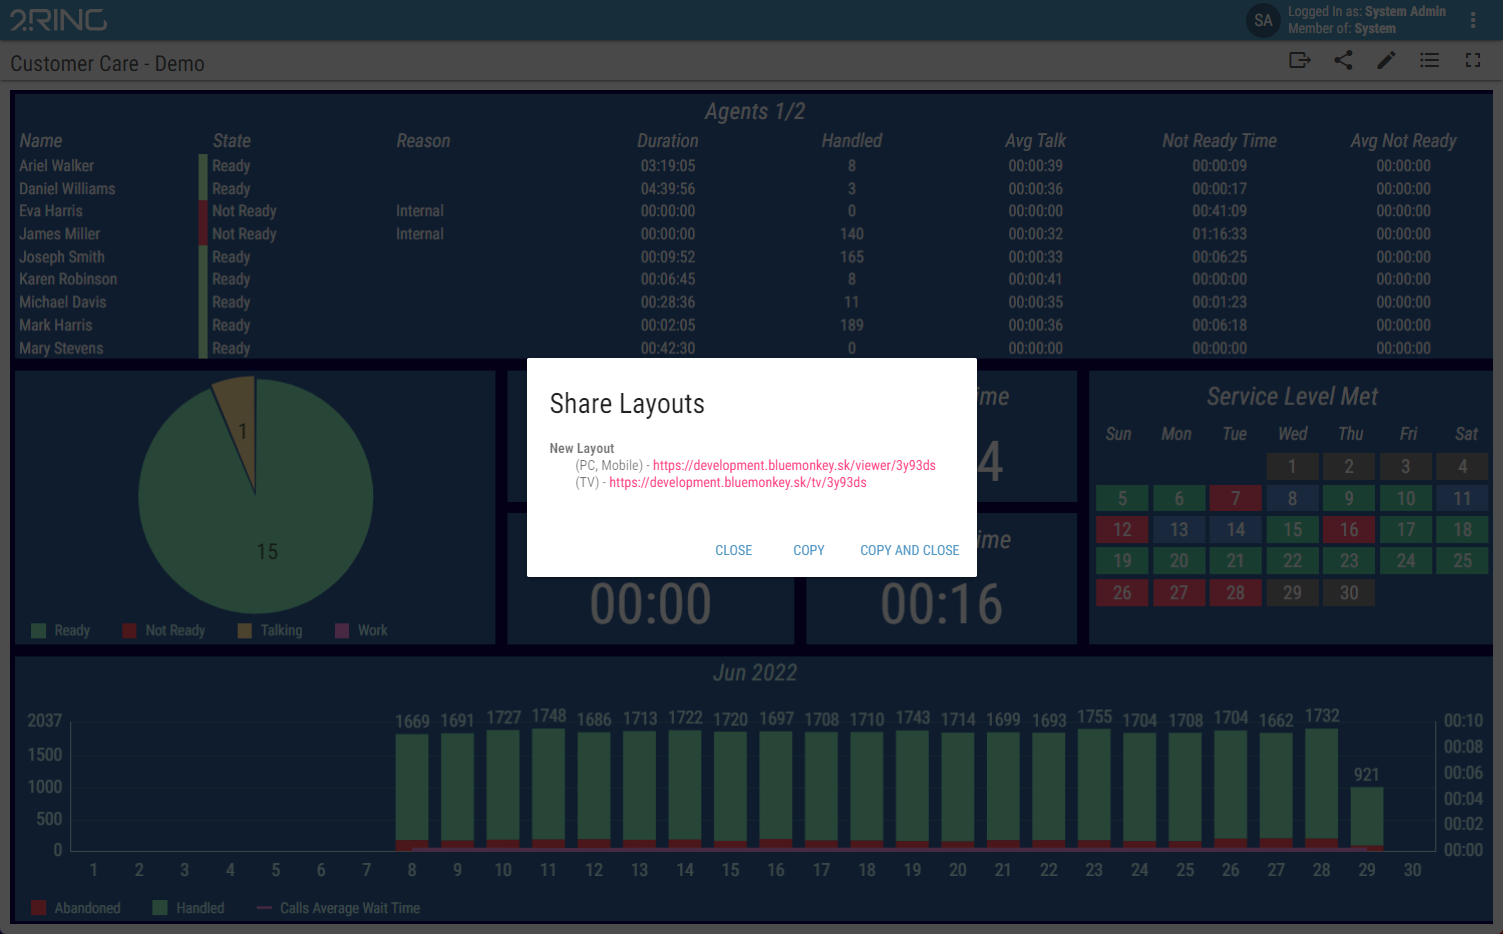 2RING
SA
Logged In as: System Admin
Member of: System
Customer Care - Demo
Agents 1/2
Name State Reason Duration Handled Avg Talk Not Ready Time Avg Not Ready
Ariel Walker Ready 03:19:05 8 00:00:39 00:00:09 00:00:00
Daniel Williams Ready 04:39:56 3 00:00:36 00:00:17 00:00:00
Eva Harris Not Ready Internal 00:00:00 0 00:00:00 00:41:09 00:00:00
James Miller Not Ready Internal 00:00:00 140 00:00:32 01:16:33 00:00:00
Joseph Smith Ready 00:09:52 165 00:00:33 00:06:25 00:00:00
Karen Robinson Ready 00:06:45 8 00:00:41 00:00:00 00:00:00
Michael Davis Ready 00:28:36 11 00:00:35 00:01:23 00:00:00
Mark Harris Ready 00:02:05 189 00:00:36 00:06:18 00:00:00
Mary Stevens Ready 00:42:30 0 00:00:00 00:00:00 00:00:00
1
15
Ready Not Ready Talking Work
Share Layouts
New Layout
(PC, Mobile) - https://development.bluemonkey.sk/viewer/3y93ds
(TV) - https://development.bluemonkey.sk/tv/3y93ds
CLOSE COPY COPY AND CLOSE
4
00:00
00:16
Service Level Met
Sun Mon Tue Wed Thu Fri Sat
1 2 3 4
5 6 7 8 9 10 11
12 13 14 15 16 17 18
19 20 21 22 23 24 25
26 27 28 29 30
Jun 2022
2037
1500
1000
500
0
1669 1691 1727 1748 1686 1713 1722 1720 1697 1708 1710 1743 1714 1699 1693 1755 1704 1708 1704 1662 1732 921
00:10
00:08
00:06
00:04
00:02
00:00
1 2 3 4 5 6 7 8 9 10 11 12 13 14 15 16 17 18 19 20 21 22 23 24 25 26 27 28 29 30
Abandoned Handled Calls Average Wait Time